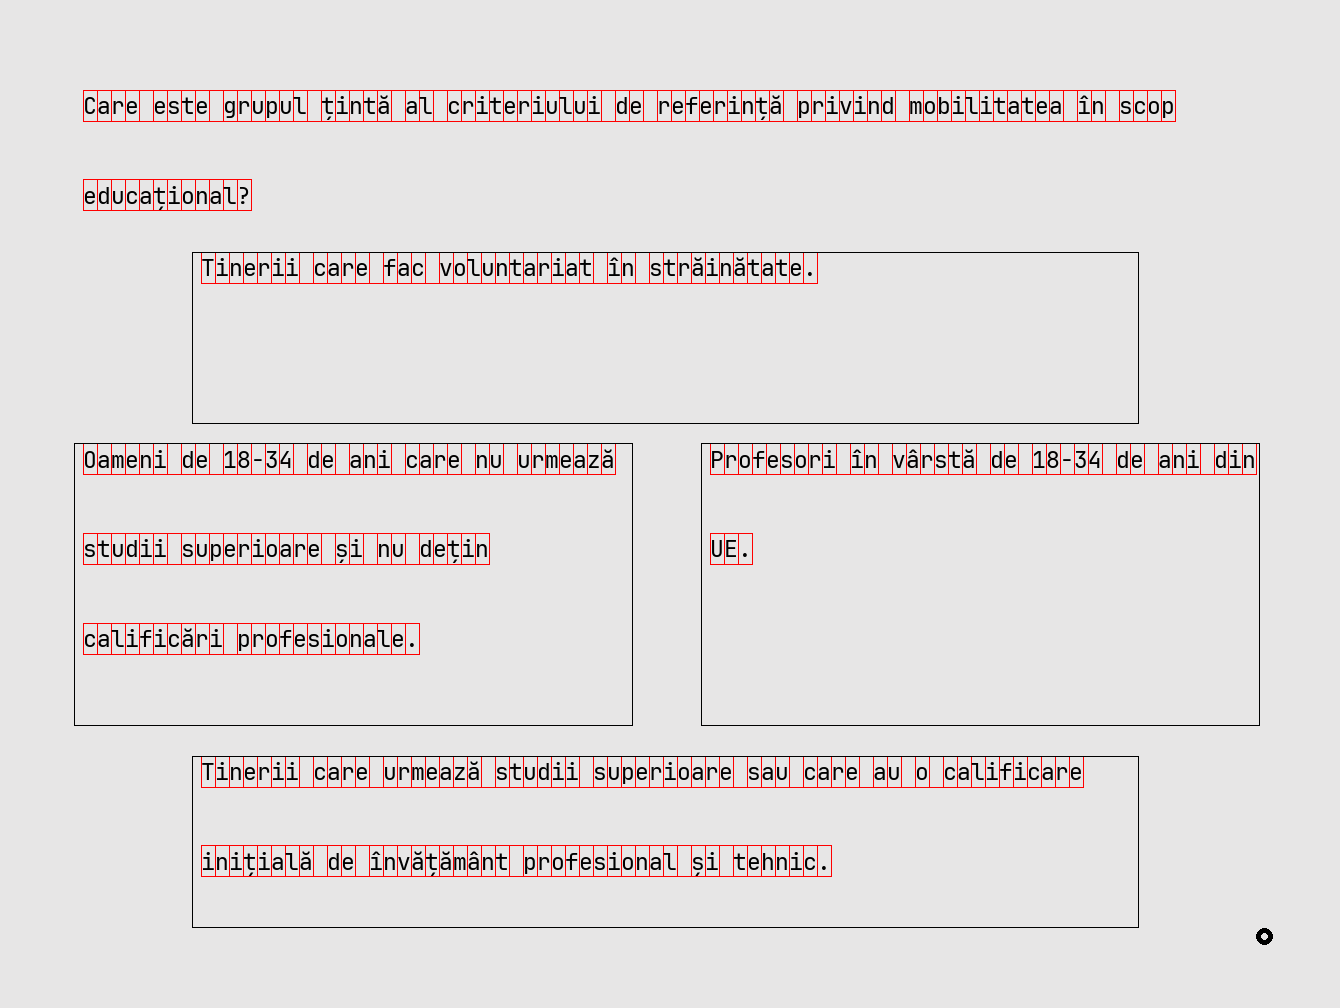 Care este grupul țintă al criteriului de referință privind mobilitatea în scop
educațional?
Tinerii care fac voluntariat în străinătate.
Oameni de 18-34 de ani care nu urmează
studii superioare și nu dețin
calificări profesionale.
Profesori în vârstă de 18-34 de ani din
UE.
Tinerii care urmează studii superioare sau care au o calificare
inițială de învățământ profesional și tehnic.